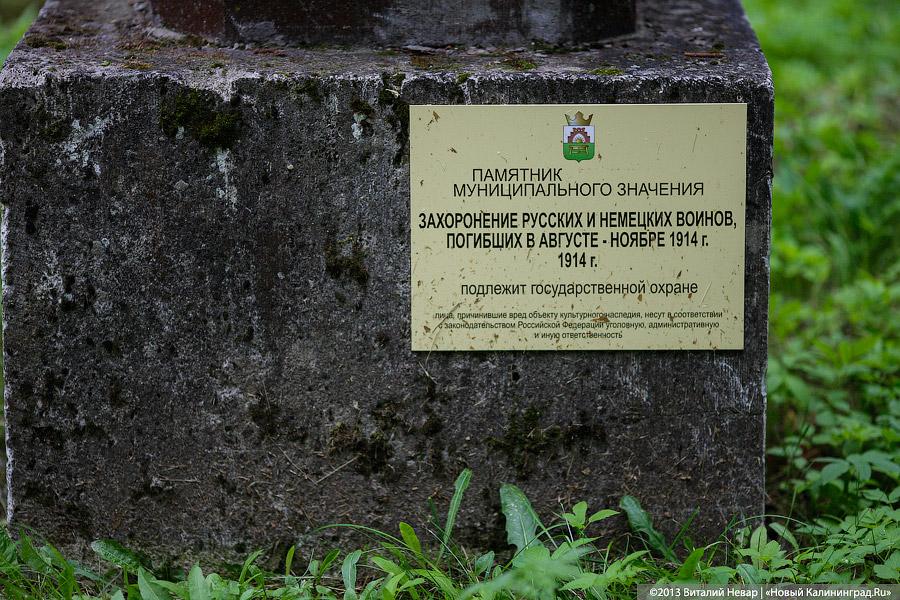 ПАМЯТНИК
МУНИЦИПАЛЬНОГО ЗНАЧЕНИЯ
ЗАХОРОНЕНИЕ РУССКИХ И НЕМЕЦКИХ ВОИНОВ,
ПОГИБШИХ В АВГУСТЕ - НОЯБРЕ 1914 г.
1914 г.
подлежит государственной охране
лица, причинившие вред объекту культурного наследия, несут в соответствии
с законодательством Российской Федерации уголовную, административную
и иную ответственность
©2013 Виталий Невар, «Новый Калининград.Ru»